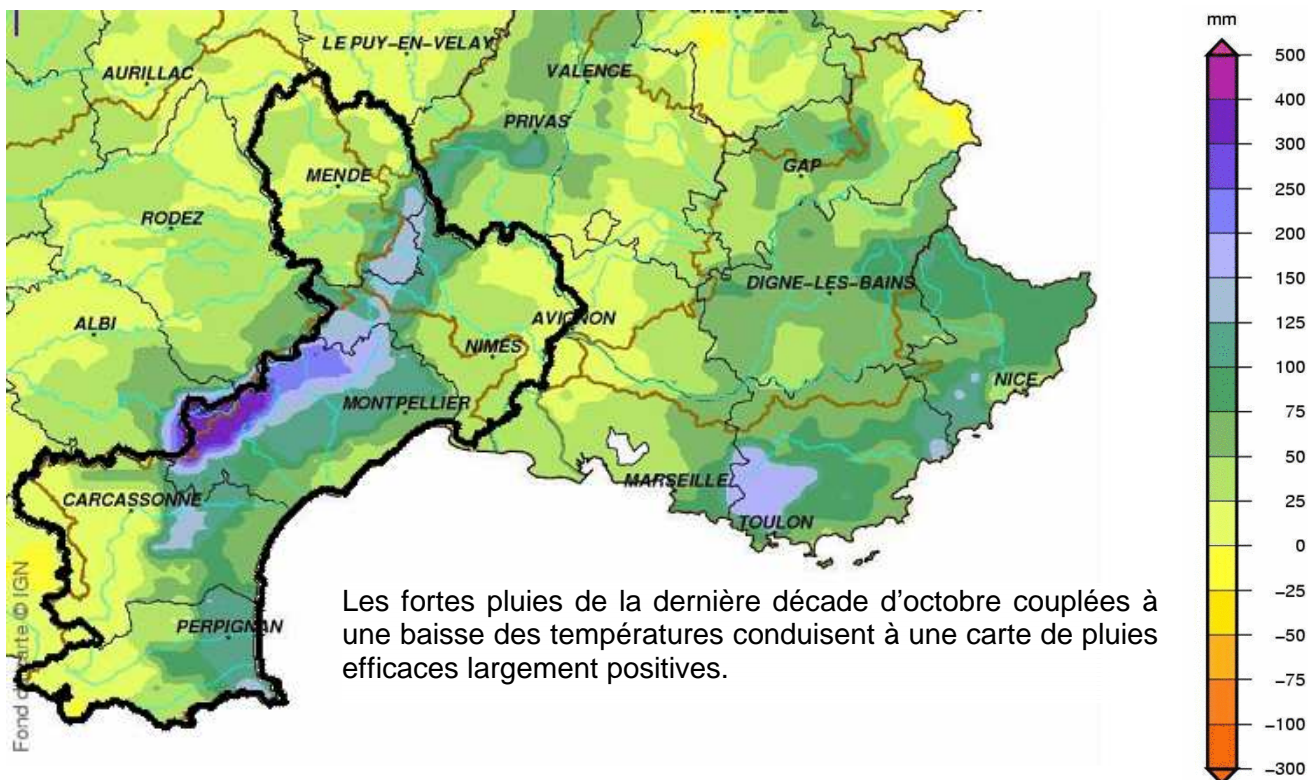 GRENOBLE
mm
LE PUY-EN-VELAY
AURILLAC
VALENCE
500
400
PRIVAS
300
MENDE
GAP
250
RODEZ
200
150
DIGNE-LES-BAINS
125
ALBI
AVIGNON
100
NIMES
NICE
75
MONTPELLIER
50
MARSEILLE
25
CARCASSONNE
TOULON
0
-25
Fond de carte © IGN
Les fortes pluies de la dernière décade d'octobre couplées à
une baisse des températures conduisent à une carte de pluies
efficaces largement positives.
PERPIGNAN
-50
-75
-100
-300